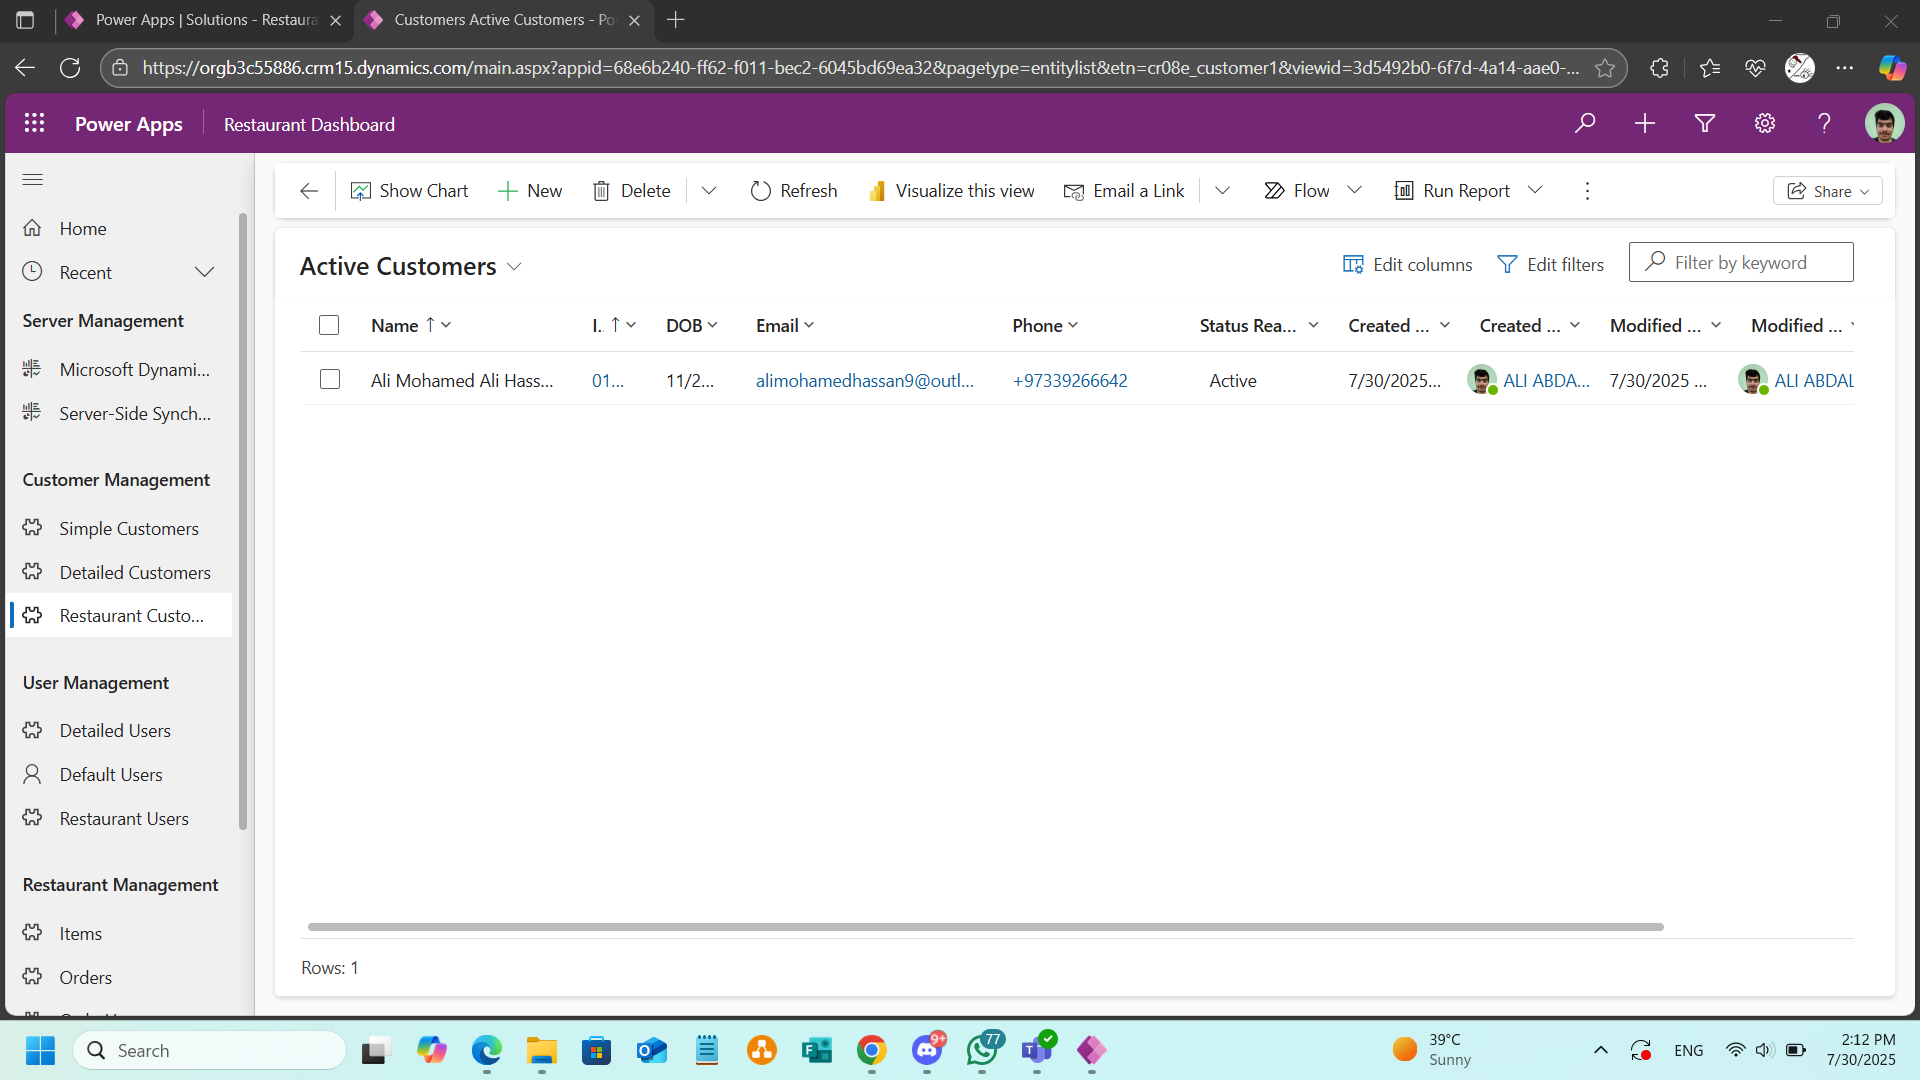 Power Apps | Solutions - Restaura
Customers Active Customers - Po
https://orgb3c55886.crm15.dynamics.com/main.aspx?appid=68e6b240-ff62-f011-bec2-6045bd69ea32&pagetype=entitylist&etn=cr08e_customer1&viewid=3d5492b0-6f7d-4a14-aae0-...
Power Apps
Restaurant Dashboard
Show Chart
New
Delete
Refresh
Visualize this view
Email a Link
Flow
Run Report
Share
Home
Recent
Server Management
Microsoft Dynami...
Server-Side Synch...
Customer Management
Simple Customers
Detailed Customers
Restaurant Custo...
User Management
Detailed Users
Default Users
Restaurant Users
Restaurant Management
Items
Orders
Active Customers
Edit columns
Edit filters
Filter by keyword
Name ↑ I. ↑ DOB Email Phone Status Rea... Created ... Created ... Modified ... Modified ...
Ali Mohamed Ali Hass... 01... 11/2... alimohamedhassan9@outl... +97339266642 Active 7/30/2025... ALI ABDA... 7/30/2025 ... ALI ABDAL
Rows: 1
Search
9+
77
39°C
Sunny
ENG
2:12 PM
7/30/2025